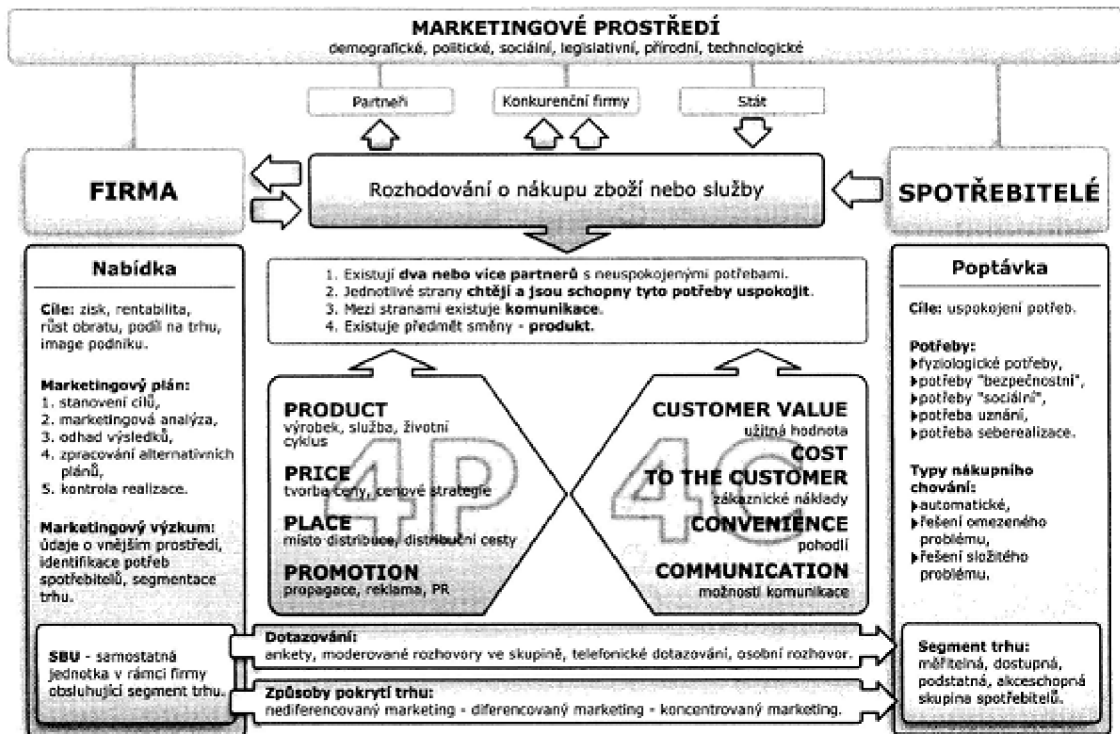 MARKETINGOVÉ PROSTŘEDÍ
demografické, politické, sociální, legislativní, přírodní, technologické
Partneři
Konkurenční firmy
Stát
FIRMA
Rozhodování o nákupu zboží nebo služby
SPOTŘEBITELÉ
Nabídka
Cíle: zisk, rentabilita,
růst obratu, podíl na trhu,
image podniku.
Marketingový plán:
1. stanovení cílů,
2. marketingová analýza,
3. odhad výsledků,
4. zpracování alternativních
plánů,
5. kontrola realizace.
Marketingový výzkum:
údaje o vnějším prostředí,
identifikace potřeb
spotřebitelů, segmentace
trhu.
SBU - samostatná
jednotka v rámci firmy
obsluhující segment trhu.
1. Existují dva nebo více partnerů s neuspokojenými potřebami.
2. Jednotlivé strany chtějí a jsou schopny tyto potřeby uspokojit.
3. Mezi stranami existuje komunikace.
4. Existuje předmět směny - produkt.
4P
PRODUCT
výrobek, služba, životní
cyklus
PRICE
tvorba ceny, cenové strategie
PLACE
místo distribuce, distribuční cesty
PROMOTION
propagace, reklama, PR
4C
CUSTOMER VALUE
užitná hodnota
COST
TO THE CUSTOMER
zákaznické náklady
CONVENIENCE
pohodlí
COMMUNICATION
možnosti komunikace
Dotazování:
ankety, moderované rozhovory ve skupině, telefonické dotazování, osobní rozhovor.
Způsoby pokrytí trhu:
nediferencovaný marketing - diferencovaný marketing - koncentrovaný marketing.
Poptávka
Cíle: uspokojení potřeb.
Potřeby:
fyziologické potřeby,
potřeby "bezpečnostní",
potřeby "sociální",
potřeba uznání,
potřeba seberealizace.
Typy nákupního
chování:
automatické,
řešení omezeného
problému,
řešení složitého
problému.
Segment trhu:
měřitelná, dostupná,
podstatná, akceschopná
skupina spotřebitelů.